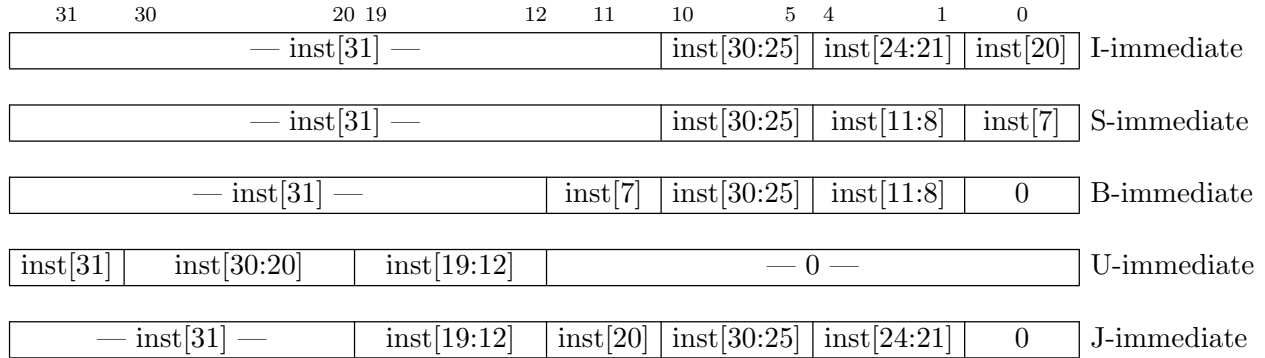 31 30 20 19 12 11 10 5 4 1 0
— inst[31] — inst[30:25] inst[24:21] inst[20] I-immediate
— inst[31] — inst[30:25] inst[11:8] inst[7] S-immediate
— inst[31] — inst[7] inst[30:25] inst[11:8] 0 B-immediate
inst[31] inst[30:20] inst[19:12] — 0 — U-immediate
— inst[31] — inst[19:12] inst[20] inst[30:25] inst[24:21] 0 J-immediate